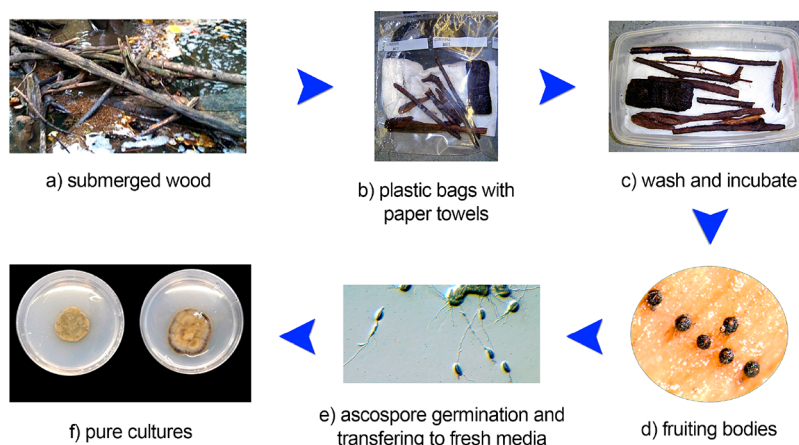 a) submerged wood
b) plastic bags with
paper towels
c) wash and incubate
d) fruiting bodies
e) ascospore germination and
transfering to fresh media
f) pure cultures